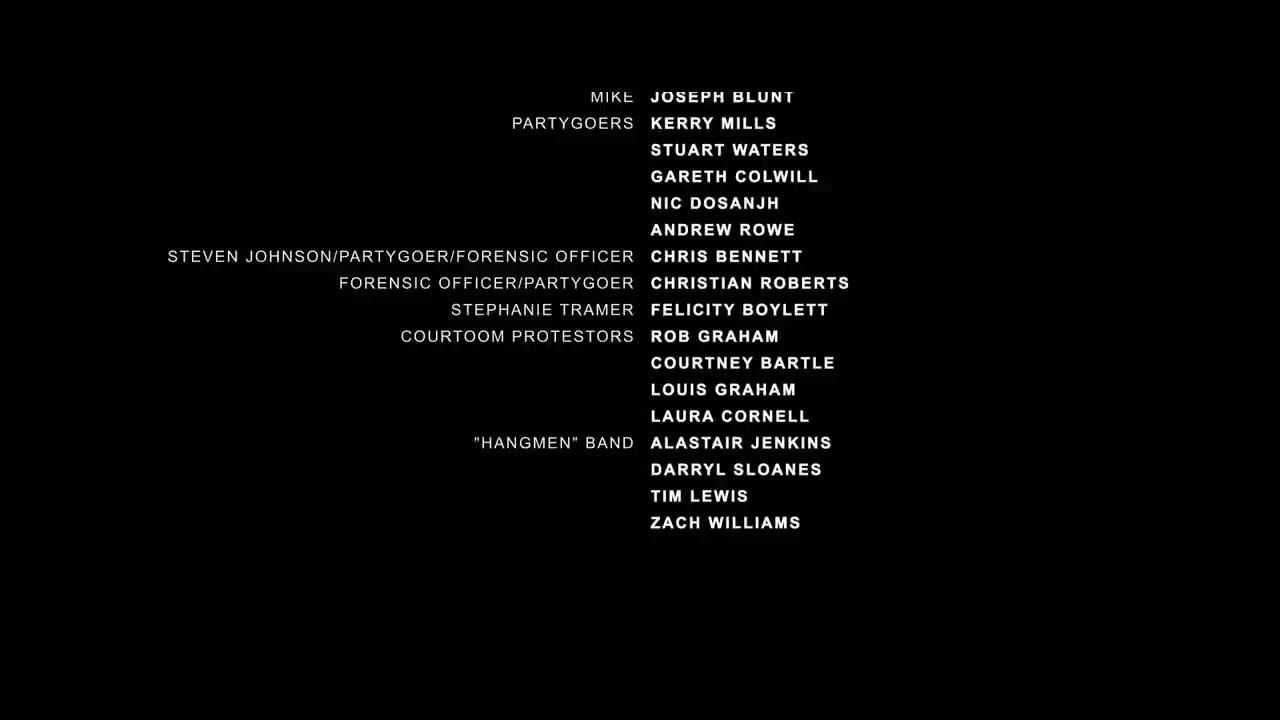 MIKE JOSEPH BLUNT
PARTYGOERS KERRY MILLS
STUART WATERS
GARETH COLWILL
NIC DOSANJH
ANDREW ROWE
STEVEN JOHNSON/PARTYGOER/FORENSIC OFFICER CHRIS BENNETT
FORENSIC OFFICER/PARTYGOER CHRISTIAN ROBERTS
STEPHANIE TRAMER FELICITY BOYLETT
COURTOOM PROTESTORS ROB GRAHAM
COURTNEY BARTLE
LOUIS GRAHAM
LAURA CORNELL
"HANGMEN" BAND ALASTAIR JENKINS
DARRYL SLOANES
TIM LEWIS
ZACH WILLIAMS